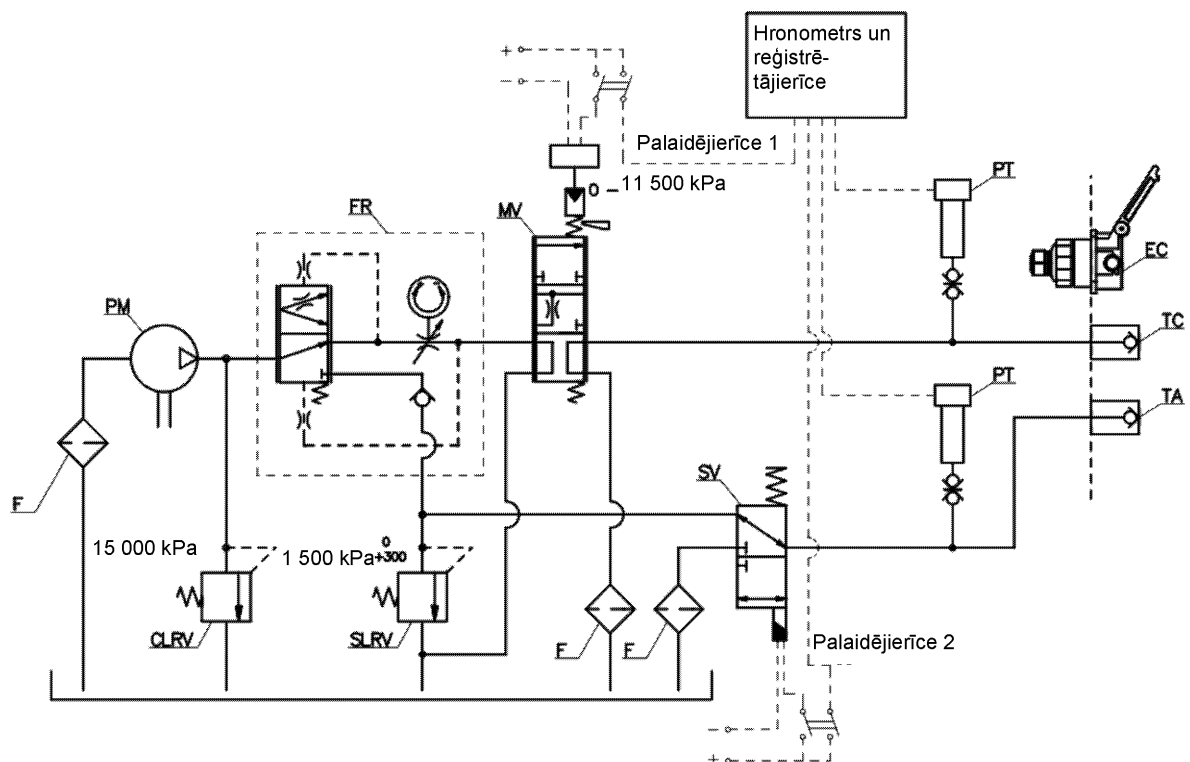 Hronometrs un
reģistrē-
tājierīce
+
–
Palaidējierīce 1
0 – 11 500 kPa
PT
FR
MV
EC
PM
TC
PT
TA
F
SV
15 000 kPa
1 500 kPa 0
+300
CLRV
SLRV
F
F
Palaidējierīce 2
–
+